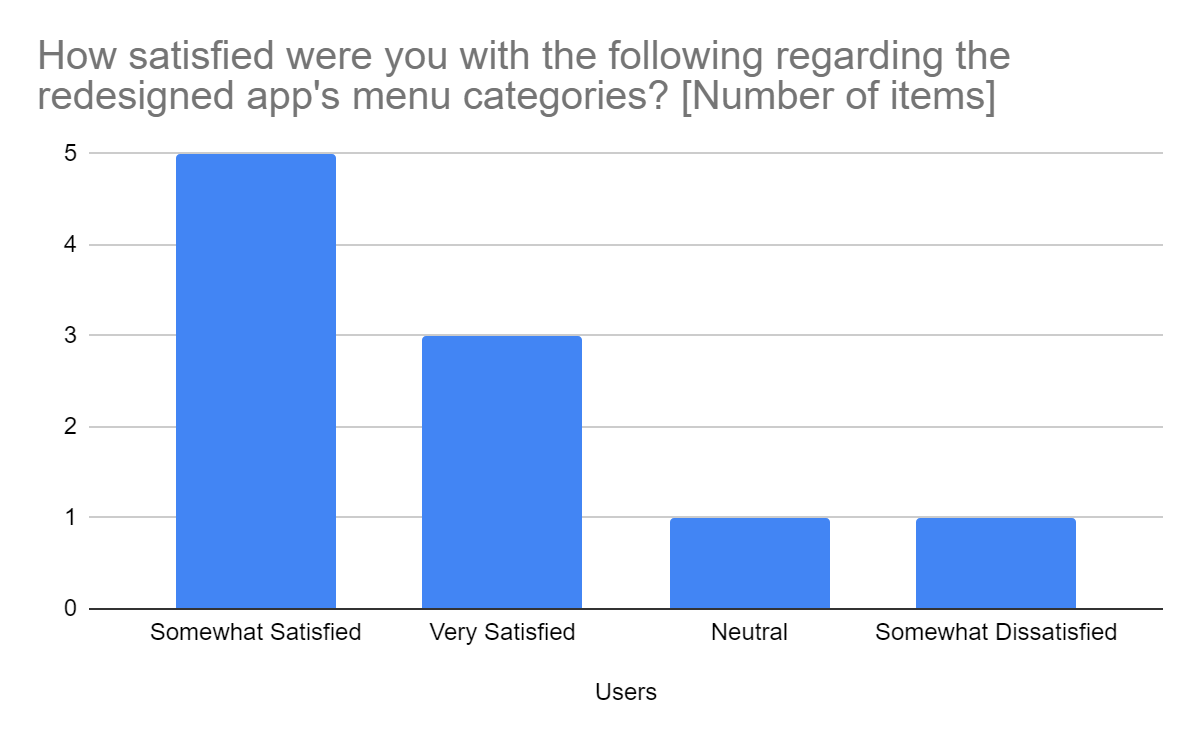 How satisfied were you with the following regarding the
redesigned app's menu categories? [Number of items]
5
4
3
2
1
0
Somewhat Satisfied Very Satisfied Neutral Somewhat Dissatisfied
Users